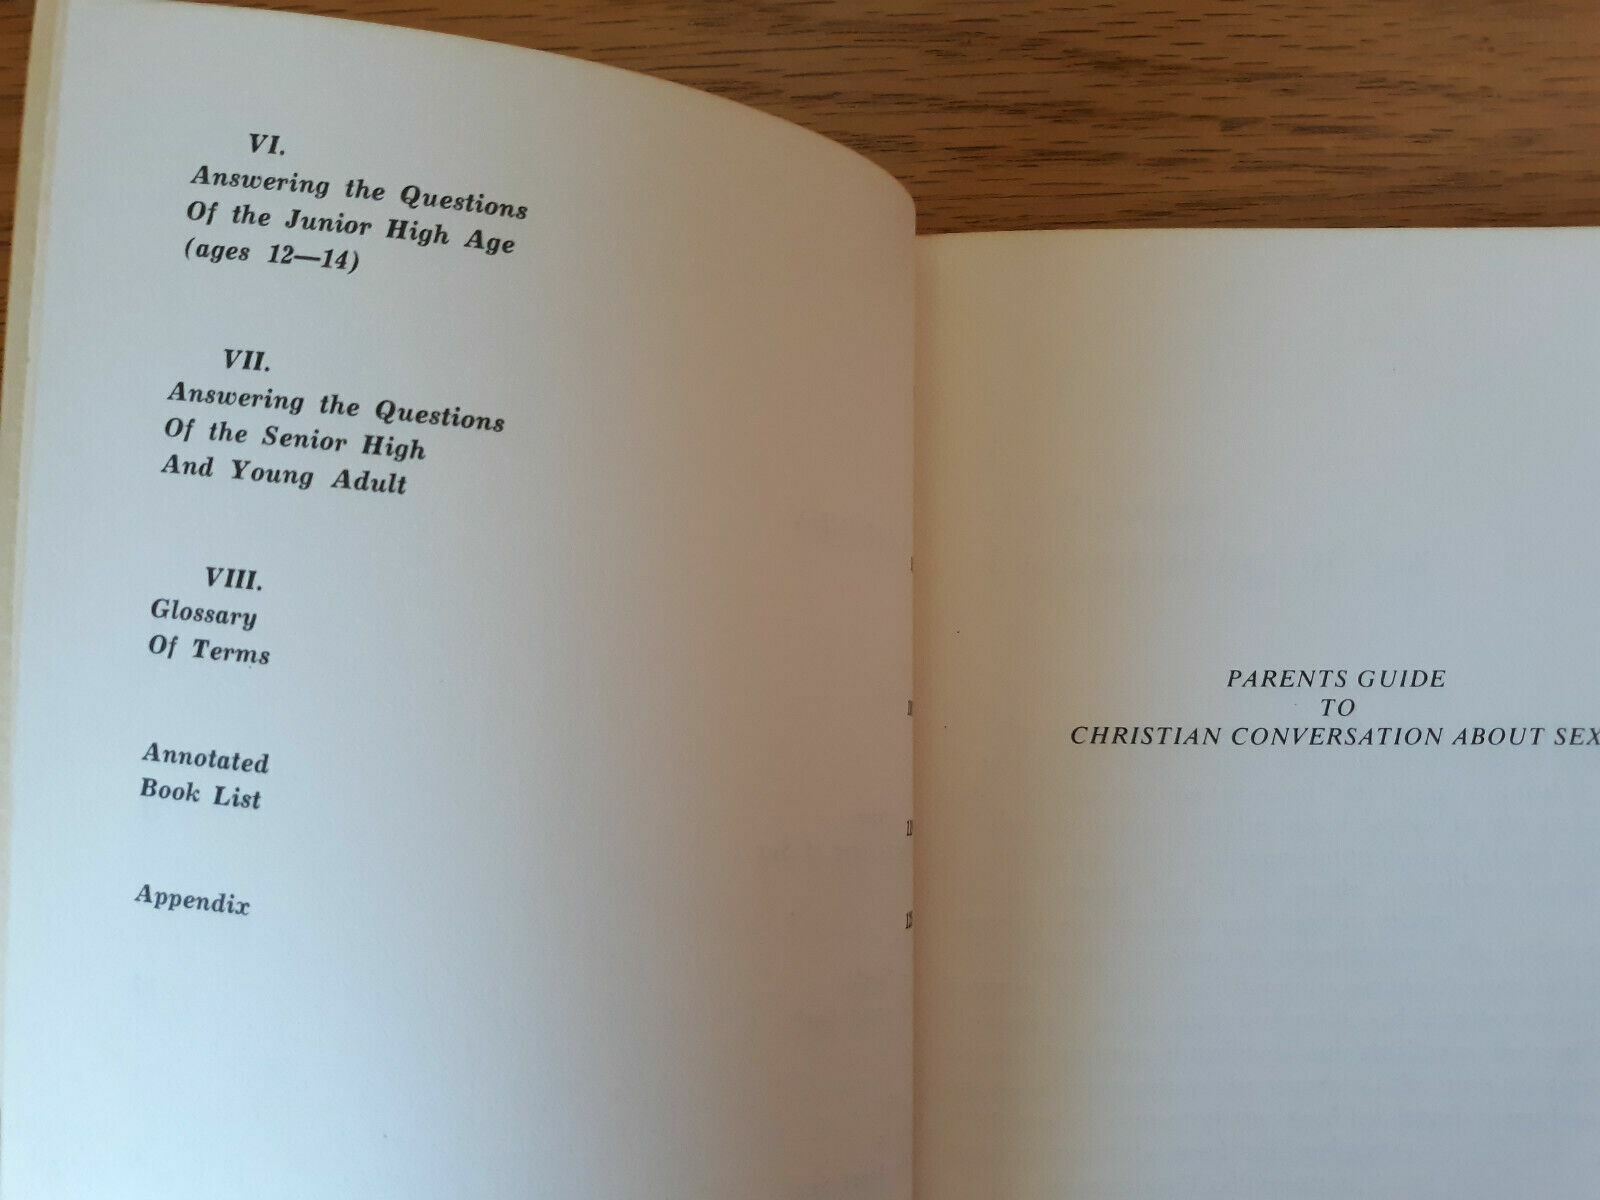 VI.
Answering the Questions
Of the Junior High Age
(ages 12—14)
VII.
Answering the Questions
Of the Senior High
And Young Adult
VIII.
Glossary
Of Terms
Annotated
Book List
Appendix
PARENTS GUIDE
TO
CHRISTIAN CONVERSATION ABOUT SEX